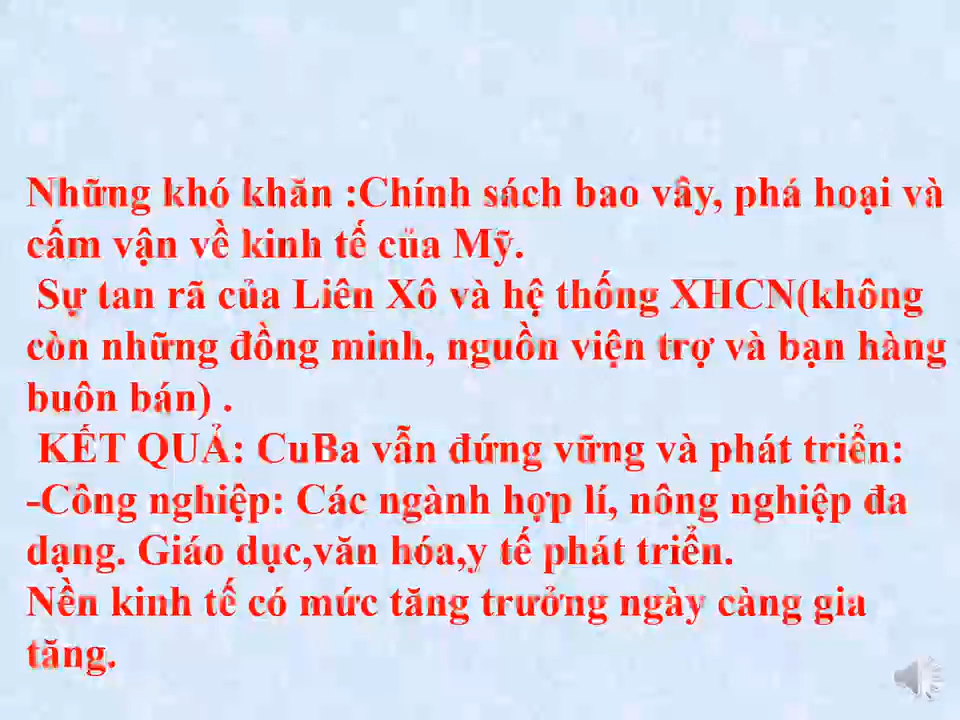 Những khó khăn :Chính sách bao vây, phá hoại và
cấm vận về kinh tế của Mỹ.
Sự tan rã của Liên Xô và hệ thống XHCN(không
còn những đồng minh, nguồn viện trợ và bạn hàng
buôn bán) .
KẾT QUẢ: CuBa vẫn đứng vững và phát triển:
-Công nghiệp: Các ngành hợp lí, nông nghiệp đa
dạng. Giáo dục,văn hóa,y tế phát triển.
Nền kinh tế có mức tăng trưởng ngày càng gia
tăng.